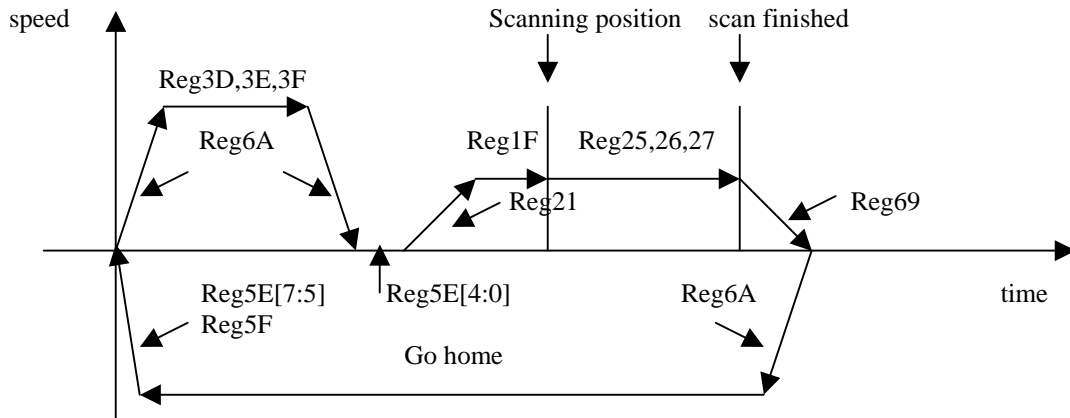 speed
Scanning position
scan finished
Reg3D,3E,3F
Reg6A
Reg1F
Reg25,26,27
Reg21
Reg69
Reg5E[7:5]
Reg5F
Reg5E[4:0]
Reg6A
time
Go home